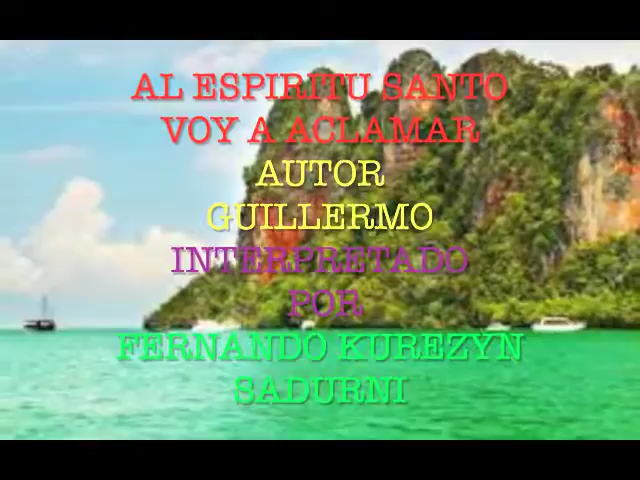 AL ESPIRITU SANTO
VOY A ACLAMAR
AUTOR
GUILLERMO
INTERPRETADO
POR
FERNANDO KUREZYN
SADURNI